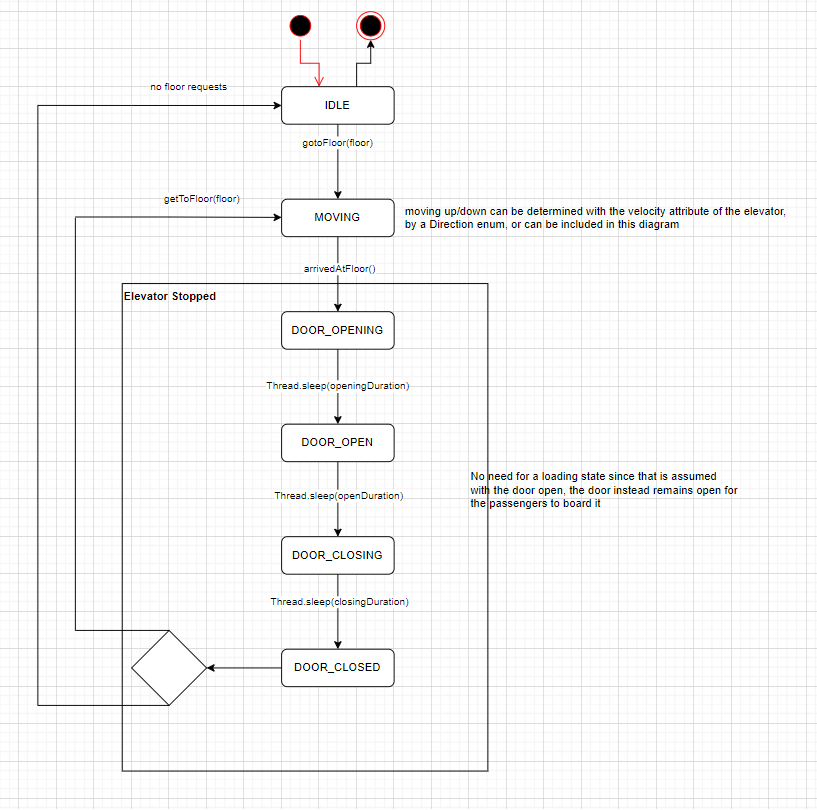 no floor requests
IDLE
gotoFloor(floor)
getToFloor(floor)
MOVING
moving up/down can be determined with the velocity attribute of the elevator,
by a Direction enum, or can be included in this diagram
arrivedAtFloor()
Elevator Stopped
DOOR_OPENING
Thread.sleep(openingDuration)
DOOR_OPEN
No need for a loading state since that is assumed
with the door open, the door instead remains open for
the passengers to board it
Thread.sleep(openDuration)
DOOR_CLOSING
Thread.sleep(closingDuration)
DOOR_CLOSED